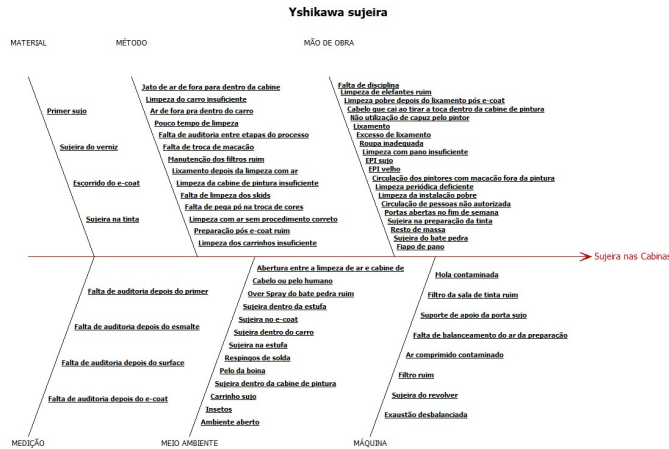 Yshikawa sujeira
MATERIAL
MÉTODO
MÃO DE OBRA
Primer sujo
Sujeira do verniz
Escorrido do e-coat
Sujeira na tinta
Jato de ar de fora para dentro da cabine
Limpeza do carro insuficiente
Ar de fora pra dentro do carro
Pouco tempo de limpeza
Falta de auditoria entre etapas do processo
Falta de troca de macacão
Manutenção dos filtros ruim
Lixamento depois da limpeza com ar
Limpeza da cabine de pintura insuficiente
Falta de limpeza dos skids
Falta de pega pó na troca de cores
Limpeza com ar sem procedimento correto
Preparação pós e-coat ruim
Limpeza dos carrinhos insuficiente
Falta de disciplina
Limpeza de elefantes ruim
Limpeza pobre depois do lixamento pós e-coat
Cabelo que cai ao tirar a toca dentro da cabine de pintura
Não utilização de capuz pelo pintor
Lixamento
Excesso de lixamento
Roupa inadequada
Limpeza com pano insuficiente
EPI sujo
EPI velho
Circulação dos pintores com macacão fora da pintura
Limpeza periódica deficiente
Limpeza da instalação pobre
Circulação de pessoas não autorizada
Portas abertas no fim de semana
Sujeira na preparação da tinta
Resto de massa
Sujeira do bate pedra
Fiapo de pano
Sujeira nas Cabinas
Falta de auditoria depois do primer
Falta de auditoria depois do esmalte
Falta de auditoria depois do surface
Falta de auditoria depois do e-coat
Abertura entre a limpeza de ar e cabine de
Cabelo ou pelo humano
Over Spray do bate pedra ruim
Sujeira dentro da estufa
Sujeira no e-coat
Sujeira dentro do carro
Sujeira na estufa
Respingos de solda
Pelo da boina
Sujeira dentro da cabine de pintura
Carrinho sujo
Insetos
Ambiente aberto
Mola contaminada
Filtro da sala de tinta ruim
Suporte de apoio da porta sujo
Falta de balanceamento do ar da preparação
Ar comprimido contaminado
Filtro ruim
Sujeira do revolver
Exaustão desbalanciada
MEDIÇÃO
MEIO AMBIENTE
MÁQUINA